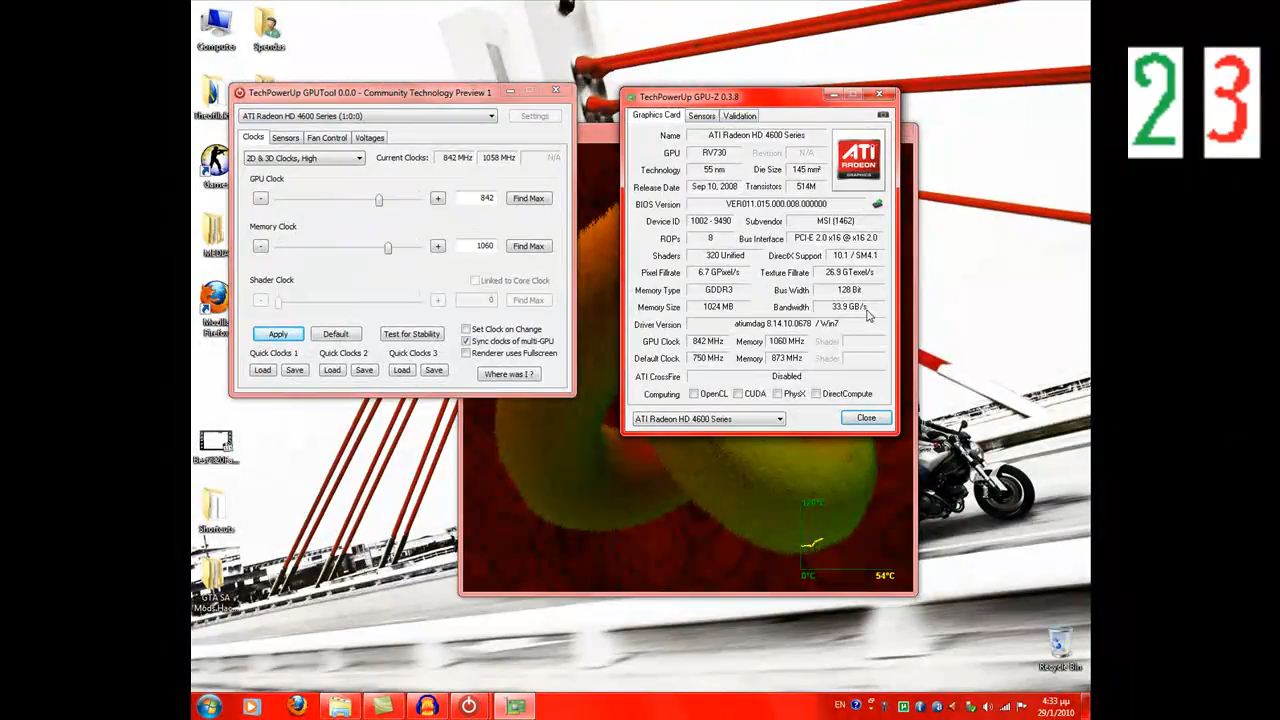 23
Computer
Spendas
TechPowerUp GPUTool 0.0.0 - Community Technology Preview 1
ATI Radeon HD 4600 Series (1:0:0)
Settings
Clocks Sensors Fan Control Voltages
2D & 3D Clocks, High
Current Clocks: 842 MHz 1058 MHz N/A
GPU Clock
- + 842 Find Max
Memory Clock
- + 1060 Find Max
Shader Clock
Linked to Core Clock
- + 0 Find Max
Apply Default Test for Stability
Set Clock on Change
Sync clocks of multi-GPU
Renderer uses Fullscreen
Quick Clocks 1 Quick Clocks 2 Quick Clocks 3
Load Save Load Save Load Save
Where was I ?
TechPowerUp GPU-Z 0.3.8
Graphics Card Sensors Validation
Name ATI Radeon HD 4600 Series
ATI
RADEON
GRAPHICS
GPU RV730 Revision N/A
Technology 55 nm Die Size 145 mm²
Release Date Sep 10, 2008 Transistors 514M
BIOS Version VER011.015.000.008.000000
Device ID 1002 - 9490 Subvendor MSI (1462)
ROPs 8 Bus Interface PCI-E 2.0 x16 @ x16 2.0
Shaders 320 Unified DirectX Support 10.1 / SM4.1
Pixel Fillrate 6.7 GPixel/s Texture Fillrate 26.9 GTexel/s
Memory Type GDDR3 Bus Width 128 Bit
Memory Size 1024 MB Bandwidth 33.9 GB/s
Driver Version atiumdag 8.14.10.0678 / Win7
GPU Clock 842 MHz Memory 1060 MHz Shader
Default Clock 750 MHz Memory 873 MHz Shader
ATI CrossFire Disabled
Computing OpenCL CUDA PhysX DirectCompute
ATI Radeon HD 4600 Series
Close
Mozilla
Firefox
Shortcuts
GTA SA
120°C
0°C 54°C
Recycle Bin
EN
4:33 μμ
29/1/2010